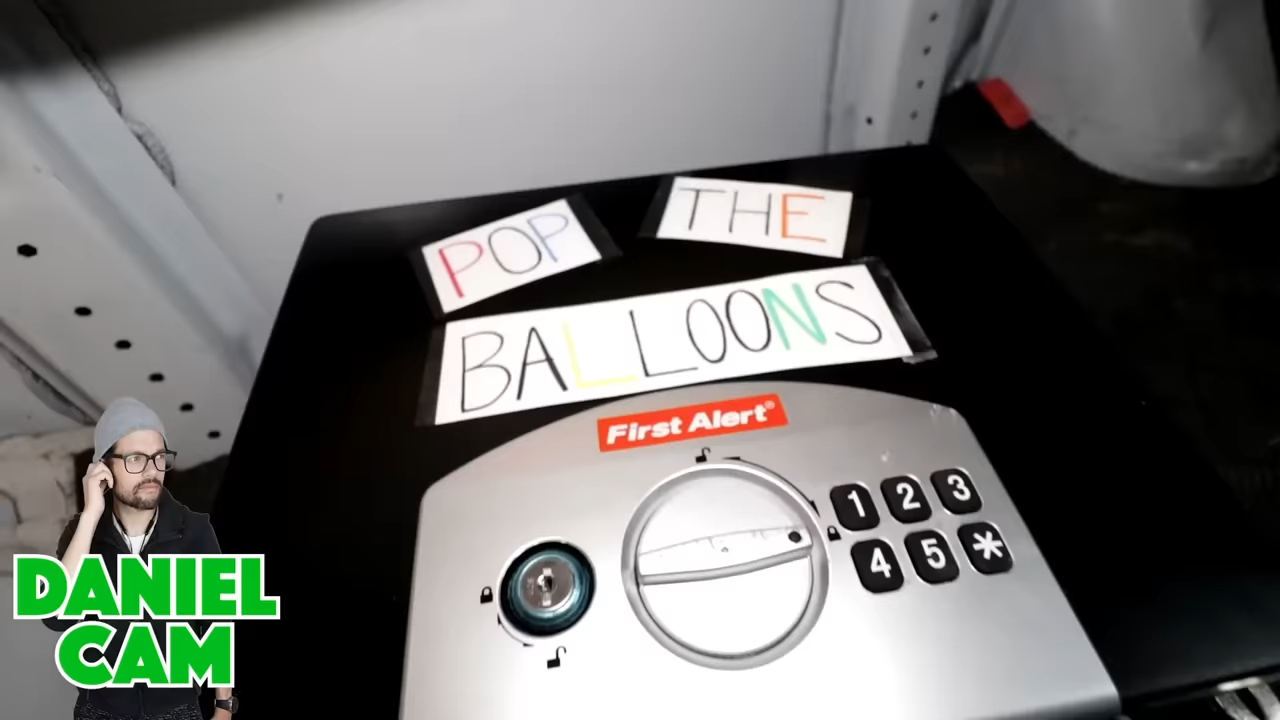 POP THE
BALLOONS
First Alert®
1 2 3
4 5 *
DANIEL
CAM